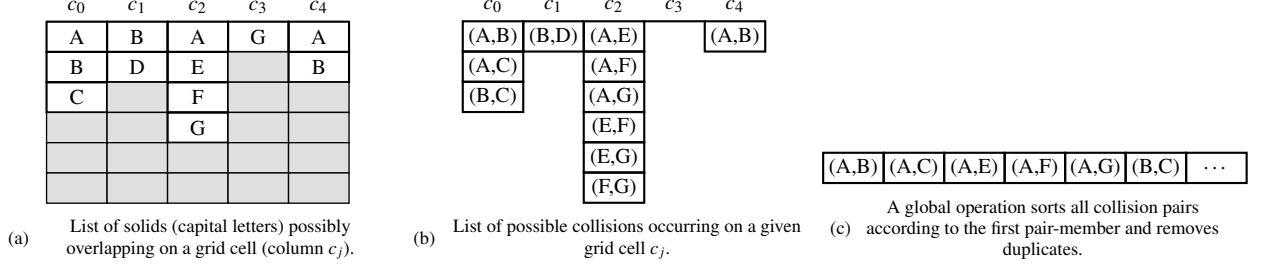 c0 c1 c2 c3 c4
A B A G A
B D E B
C F
G
(a) List of solids (capital letters) possibly
overlapping on a grid cell (column cj).
c0 c1 c2 c3 c4
(A,B) (B,D) (A,E) (A,B)
(A,C) (A,F)
(B,C) (A,G)
(E,F)
(E,G)
(F,G)
(b) List of possible collisions occurring on a given
grid cell cj.
(A,B) (A,C) (A,E) (A,F) (A,G) (B,C) ⋯
(c) A global operation sorts all collision pairs
according to the first pair-member and removes
duplicates.